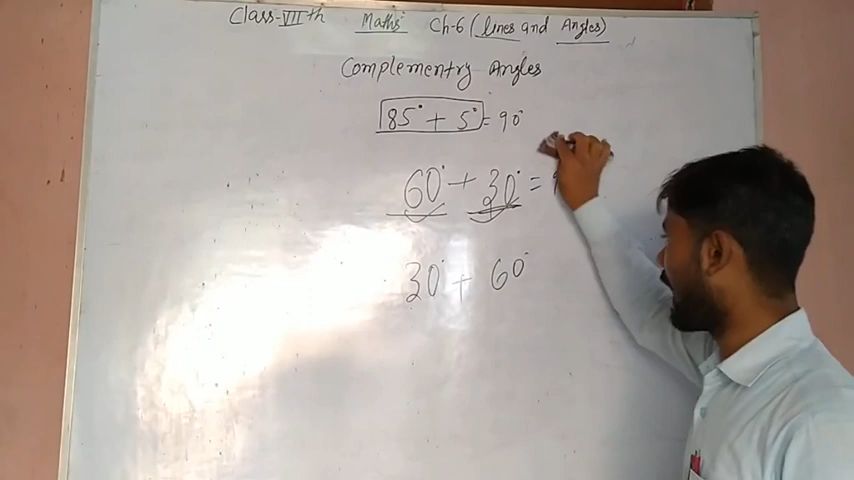 Class-VIIth Maths Ch-6 (lines and Angles)
Complementry Angles
85° + 5° = 90°
60° + 30° =
30° + 60°